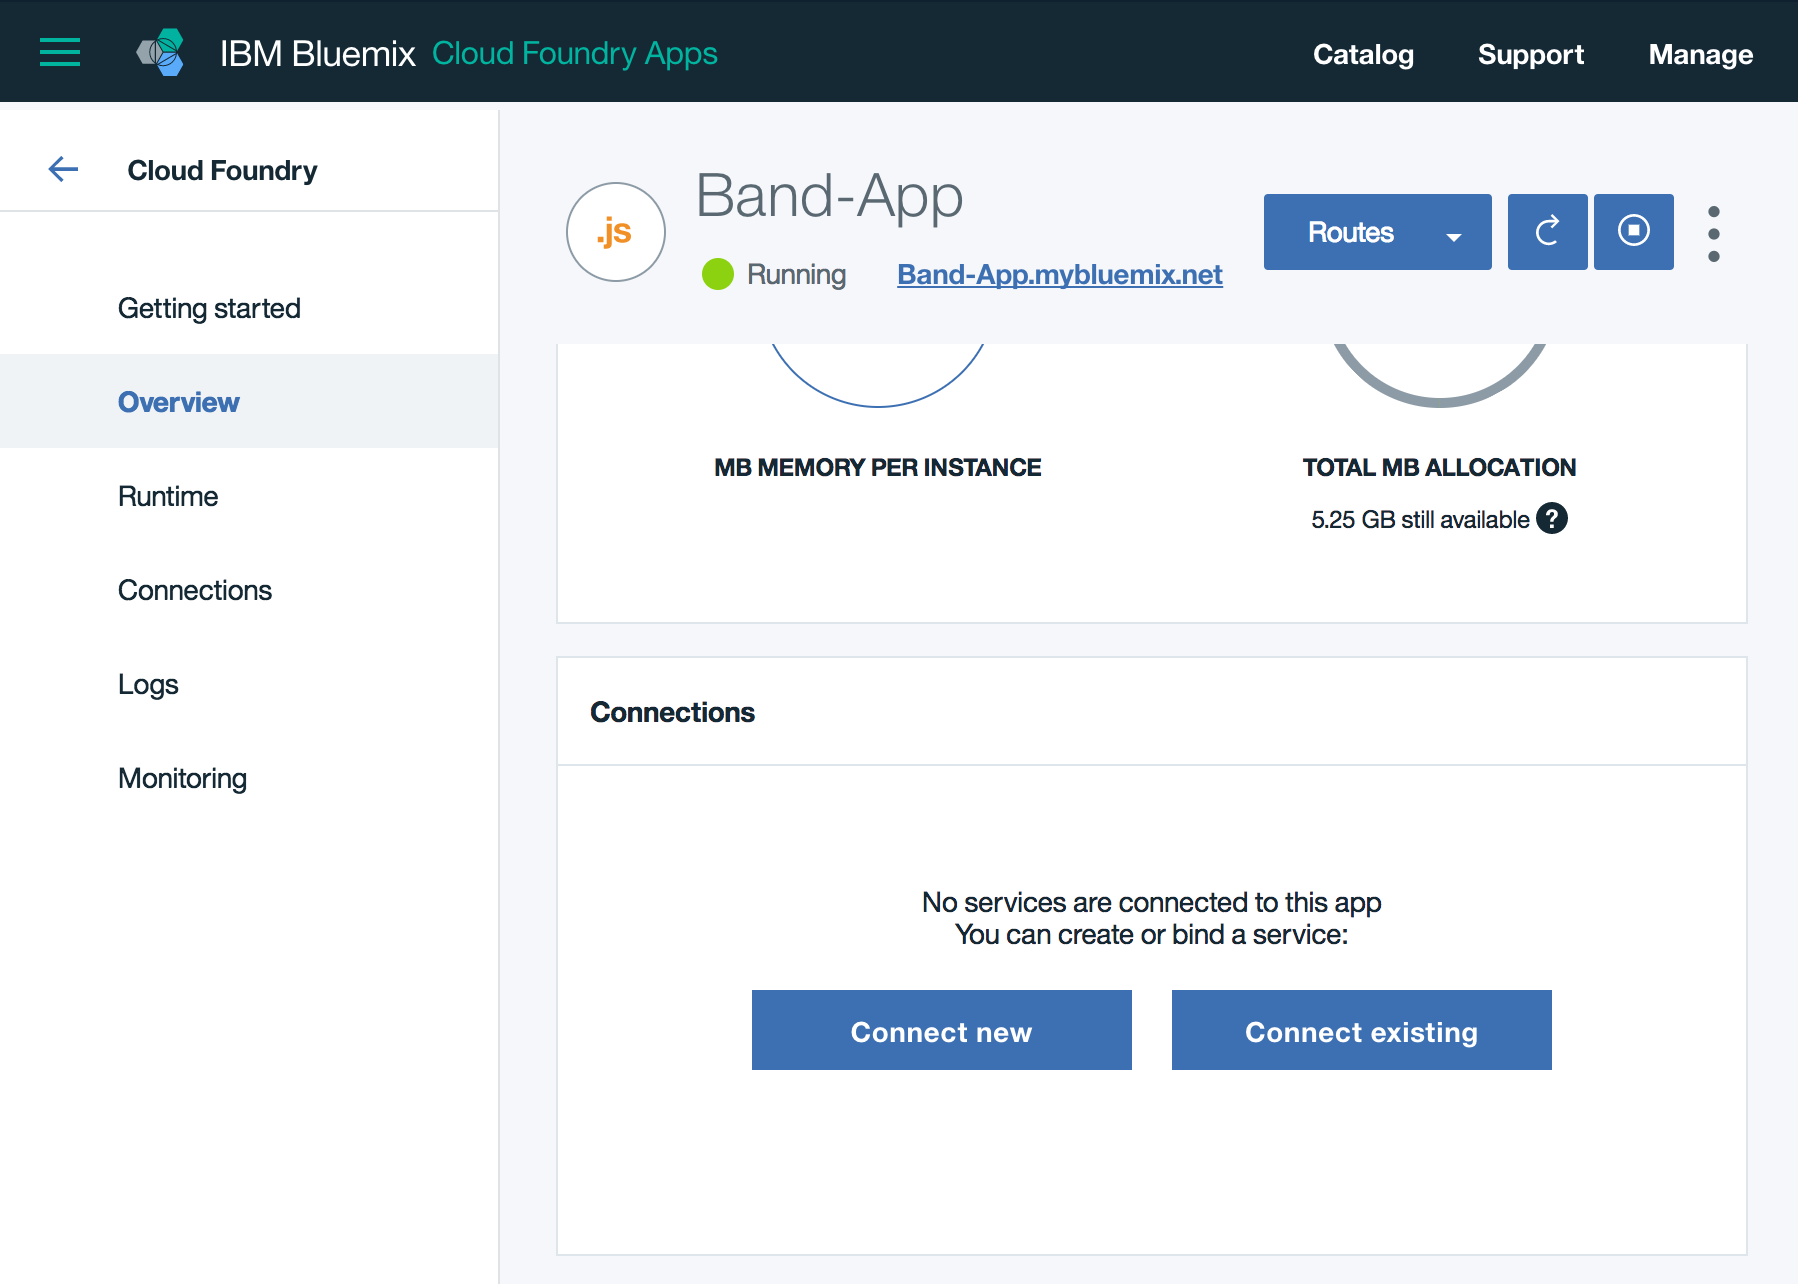 IBM Bluemix Cloud Foundry Apps
Catalog
Support
Manage
Cloud Foundry
Getting started
Overview
Runtime
Connections
Logs
Monitoring
.js
Band-App
Running
Band-App.mybluemix.net
Routes
MB MEMORY PER INSTANCE
TOTAL MB ALLOCATION
5.25 GB still available ?
Connections
No services are connected to this app
You can create or bind a service:
Connect new
Connect existing